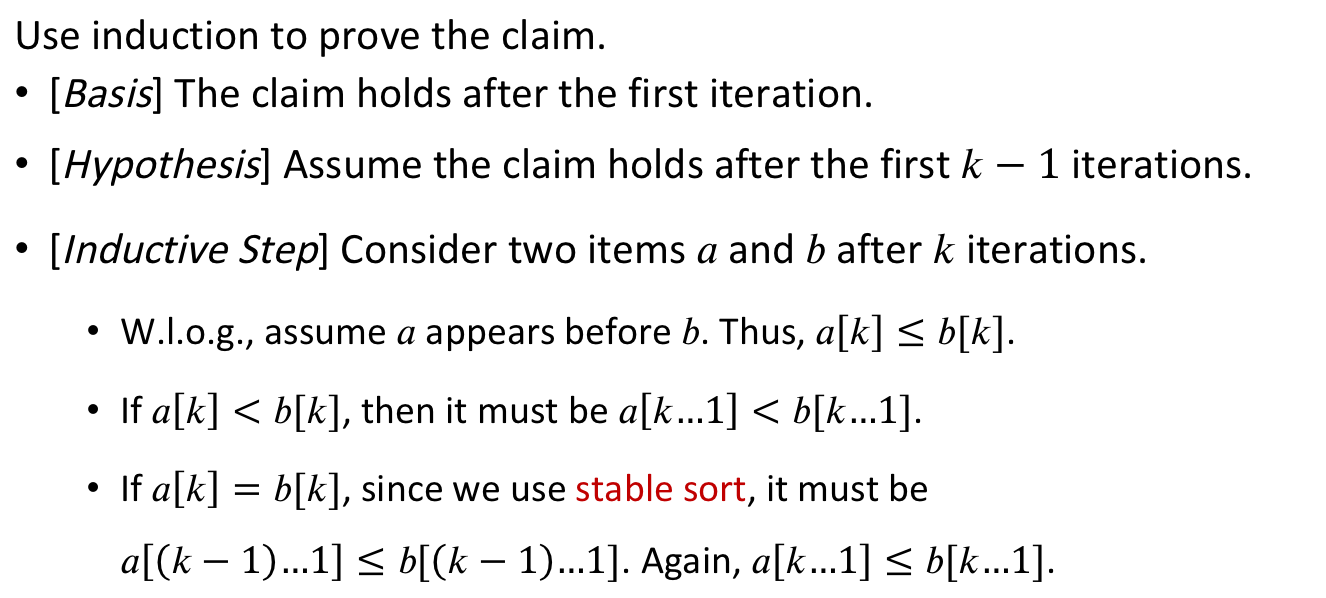 Use induction to prove the claim.
• [Basis] The claim holds after the first iteration.
• [Hypothesis] Assume the claim holds after the first k − 1 iterations.
• [Inductive Step] Consider two items a and b after k iterations.
• W.l.o.g., assume a appears before b. Thus, a[k] ≤ b[k].
• If a[k] < b[k], then it must be a[k…1] < b[k…1].
• If a[k] = b[k], since we use stable sort, it must be
a[(k − 1)…1] ≤ b[(k − 1)…1]. Again, a[k…1] ≤ b[k…1].